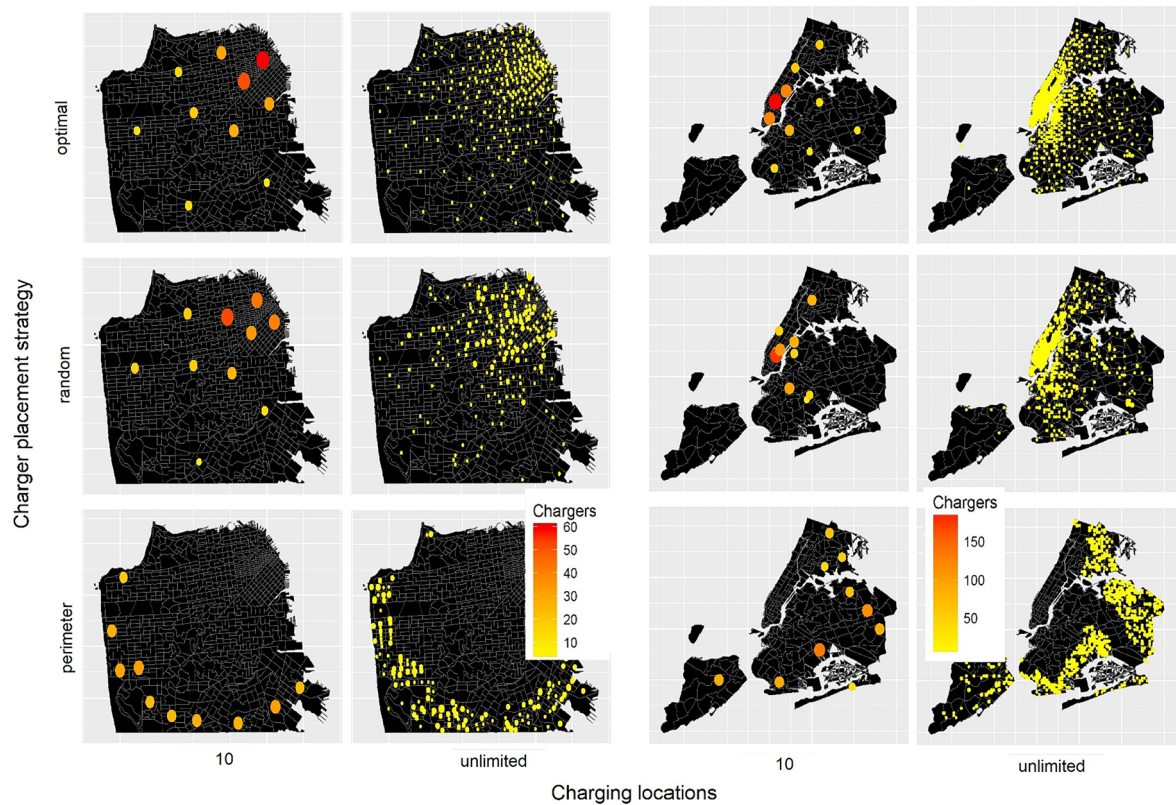 Charger placement strategy
optimal
random
perimeter
Chargers
60
50
40
30
20
10
Chargers
150
100
50
10
unlimited
10
unlimited
Charging locations